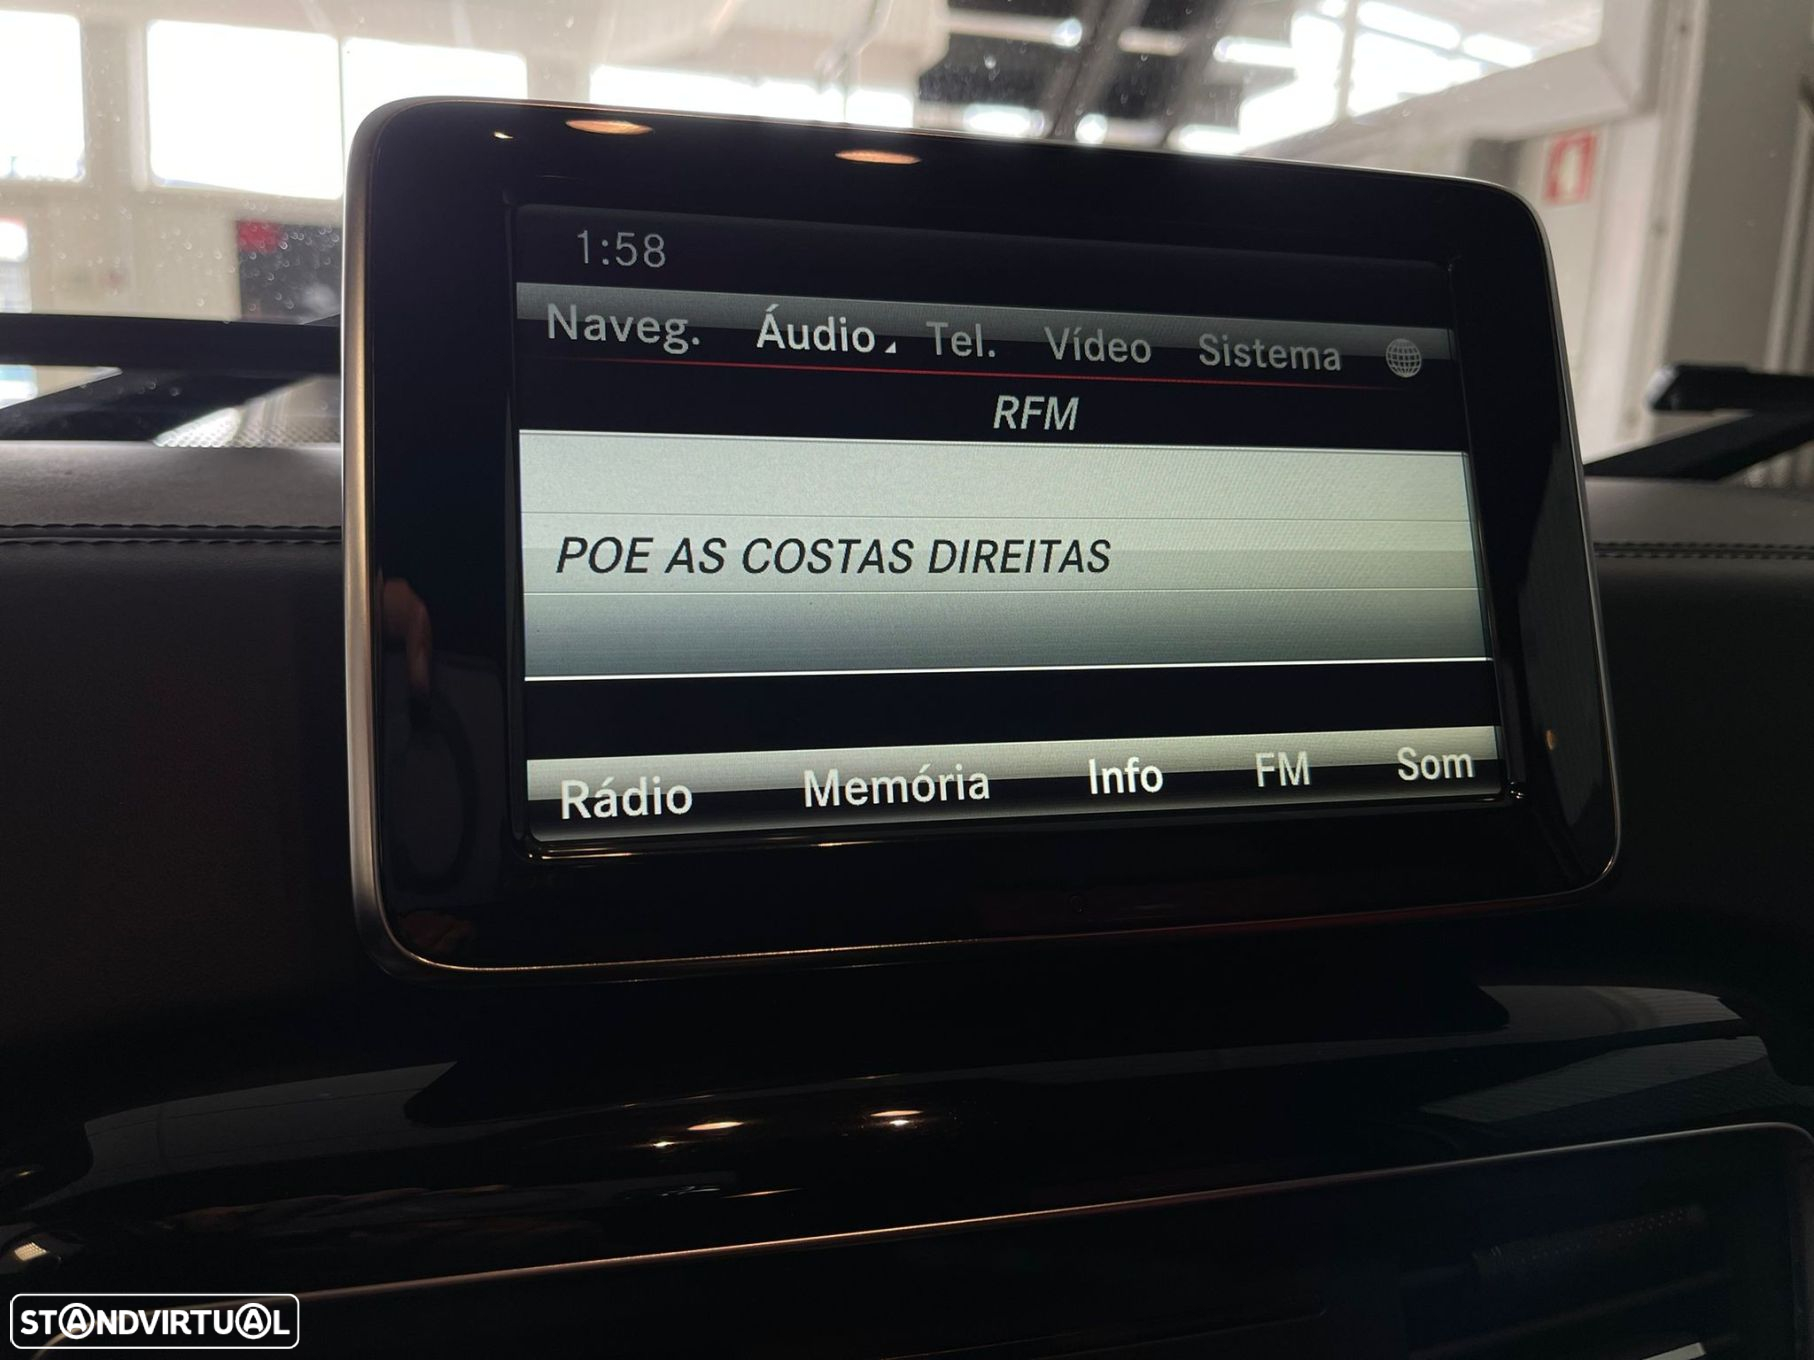 1:58
Naveg. Áudio Tel. Vídeo Sistema
RFM
POE AS COSTAS DIREITAS
Rádio Memória Info FM Som
STANDVIRTUAL